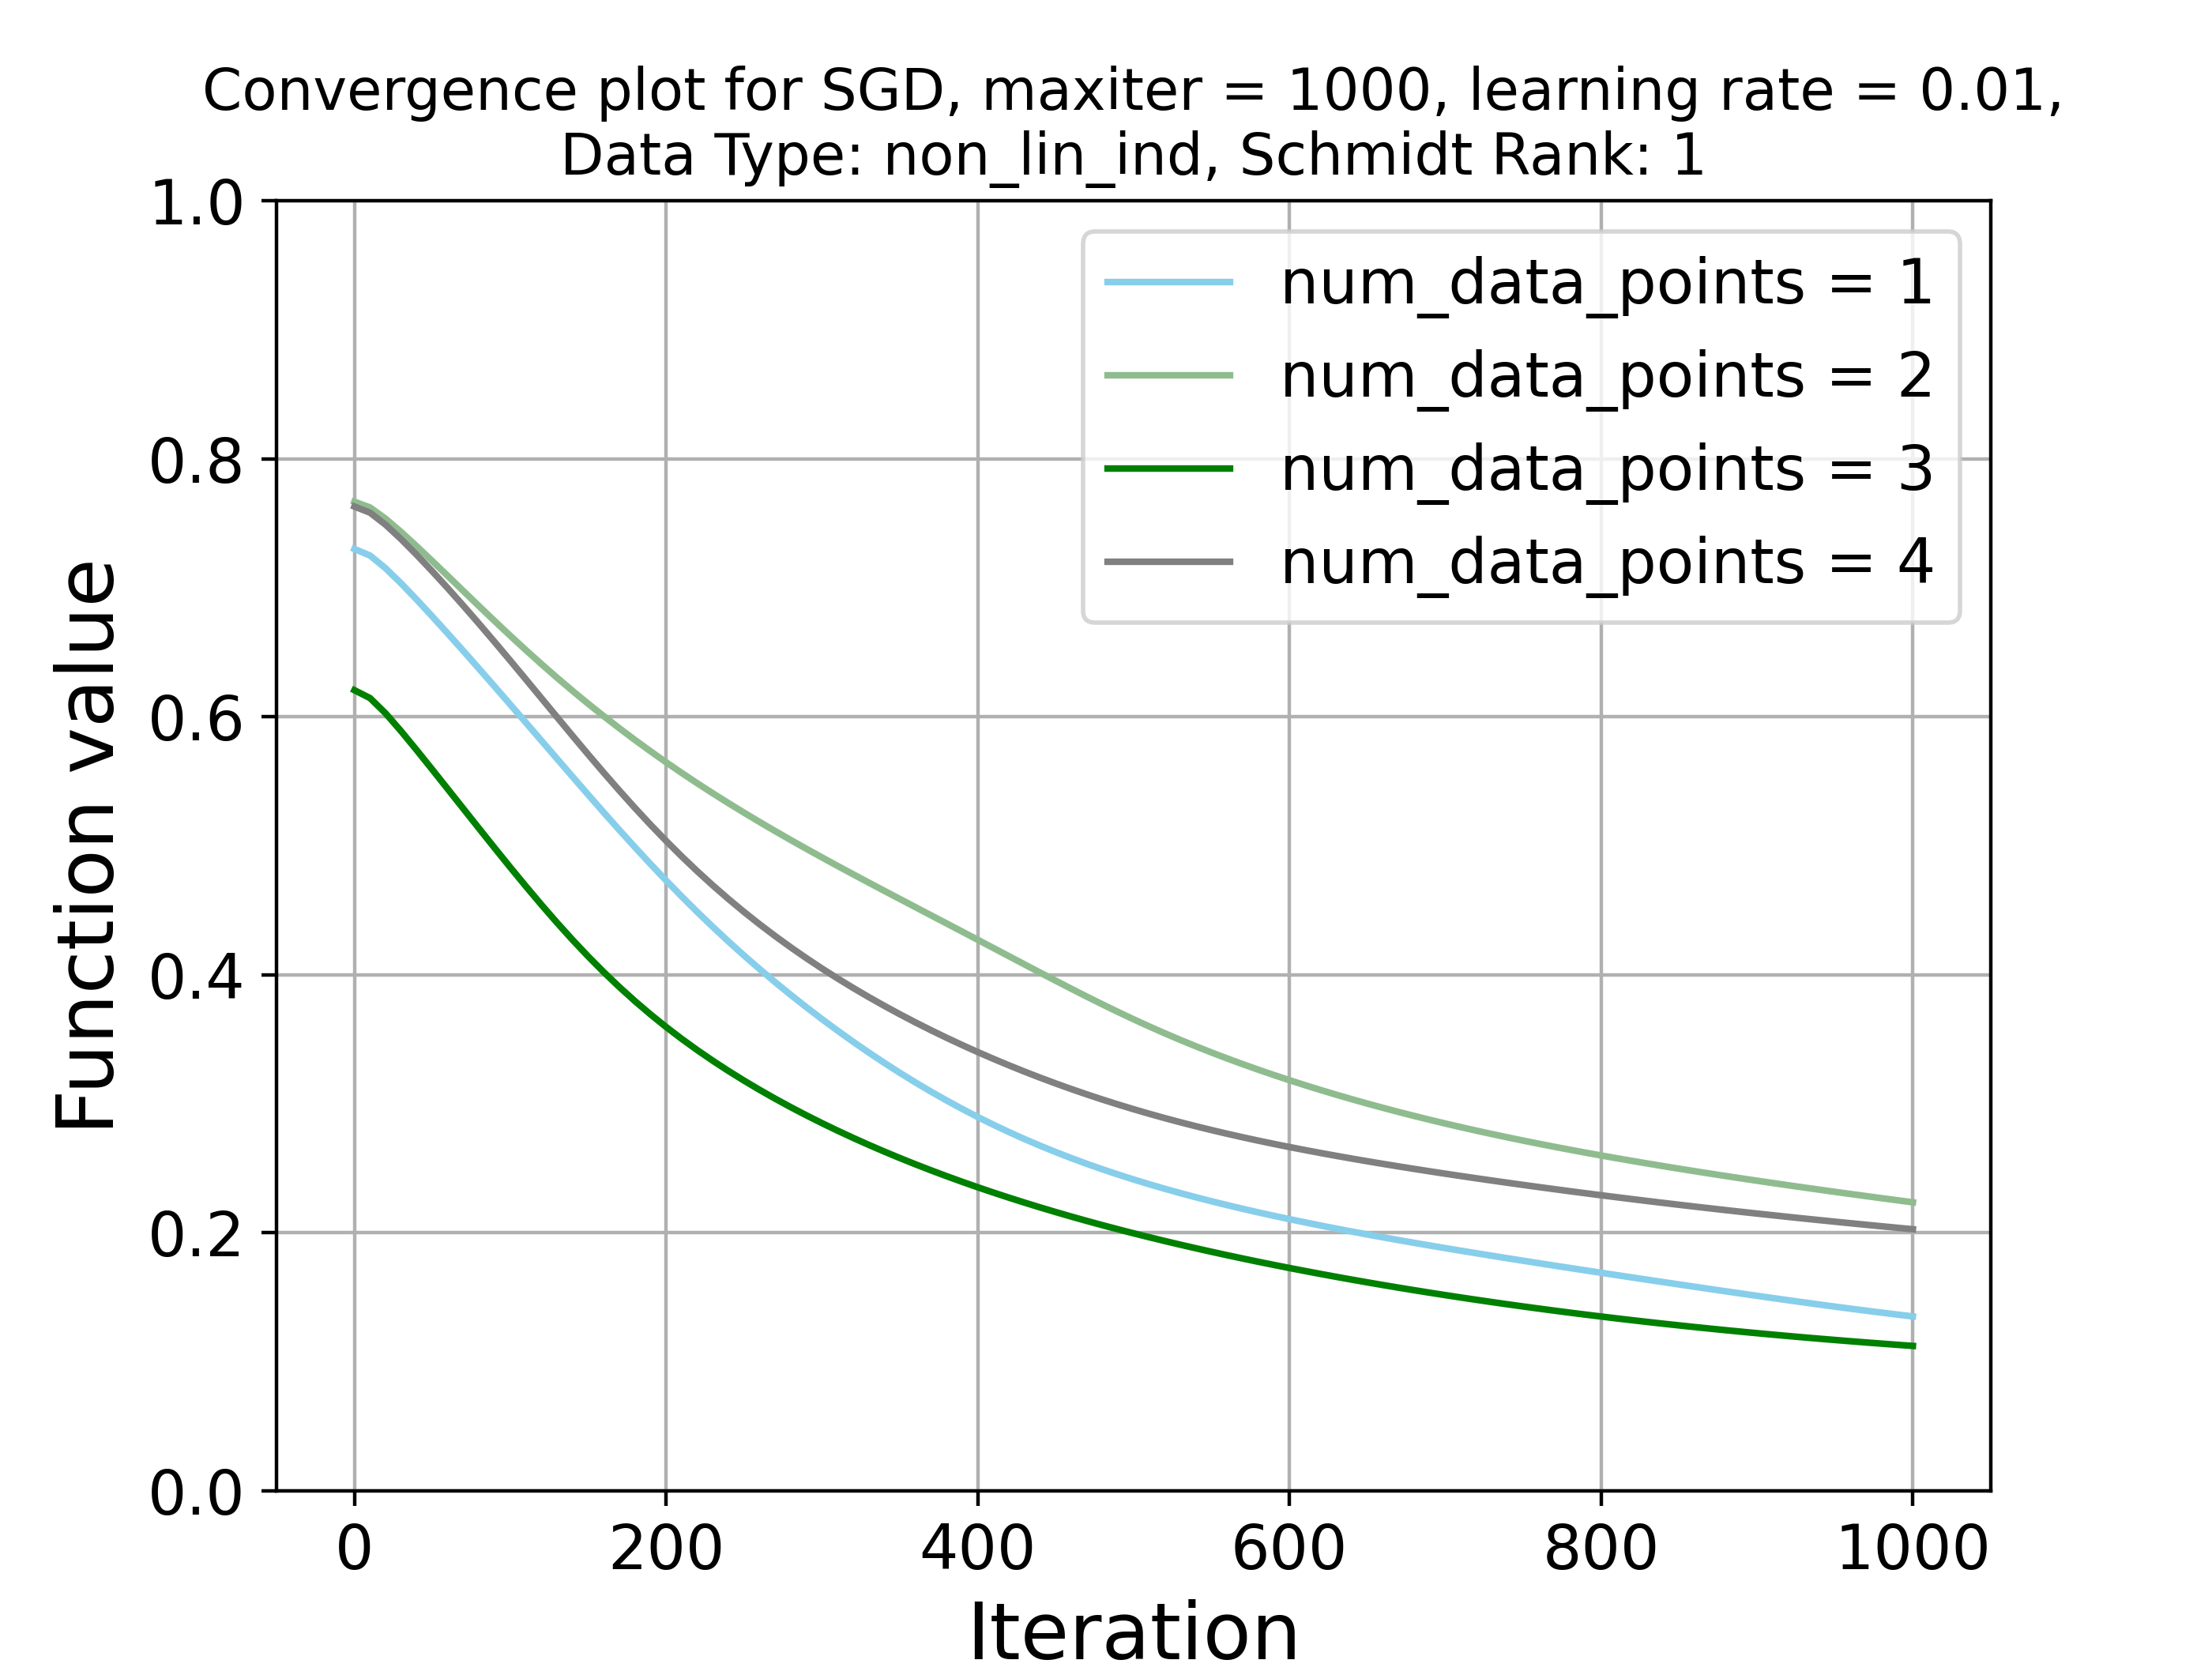 Convergence plot for SGD, maxiter = 1000, learning rate = 0.01,
Data Type: non_lin_ind, Schmidt Rank: 1
1.0
0.8
0.6
0.4
0.2
0.0
Function value
num_data_points = 1
num_data_points = 2
num_data_points = 3
num_data_points = 4
0 200 400 600 800 1000
Iteration